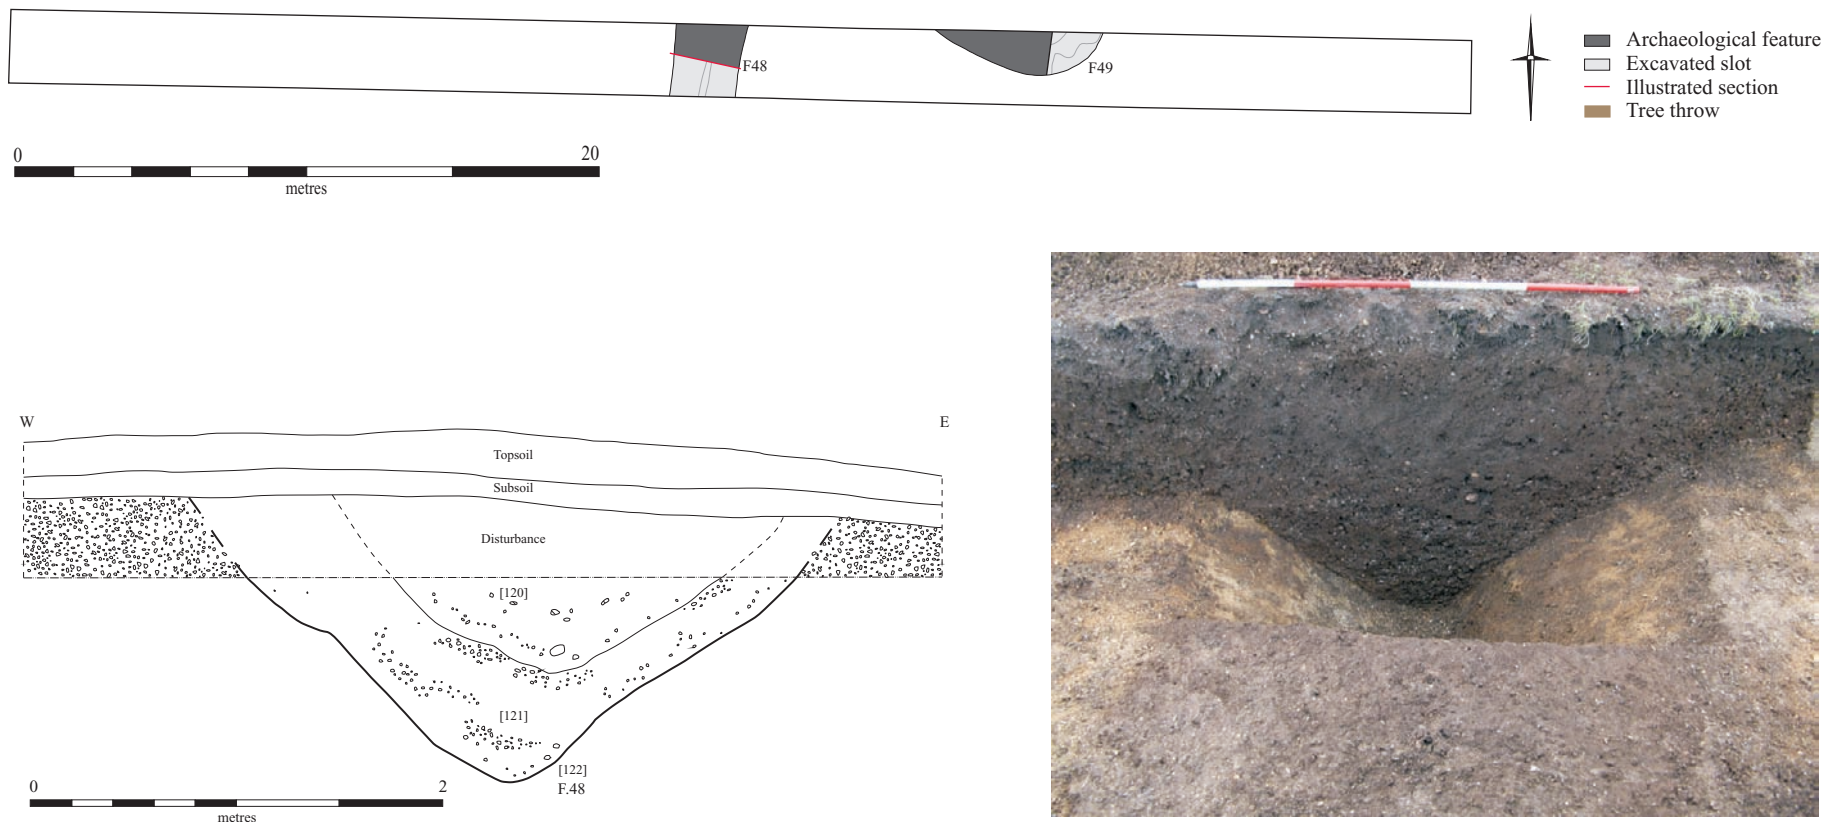 F48
F49
Archaeological feature
Excavated slot
Illustrated section
Tree throw
0 20
metres
W E
Topsoil
Subsoil
Disturbance
[120]
[121]
[122]
F.48
0 2
metres